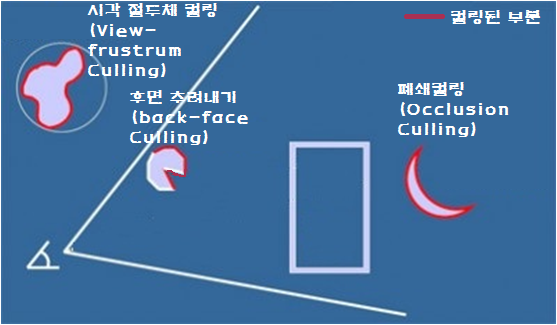 시각 절두체 컬링
(View-
frustrum
Culling)
후면 추려내기
(back-face
Culling)
폐쇄컬링
(Occlusion
Culling)
컬링된 부분